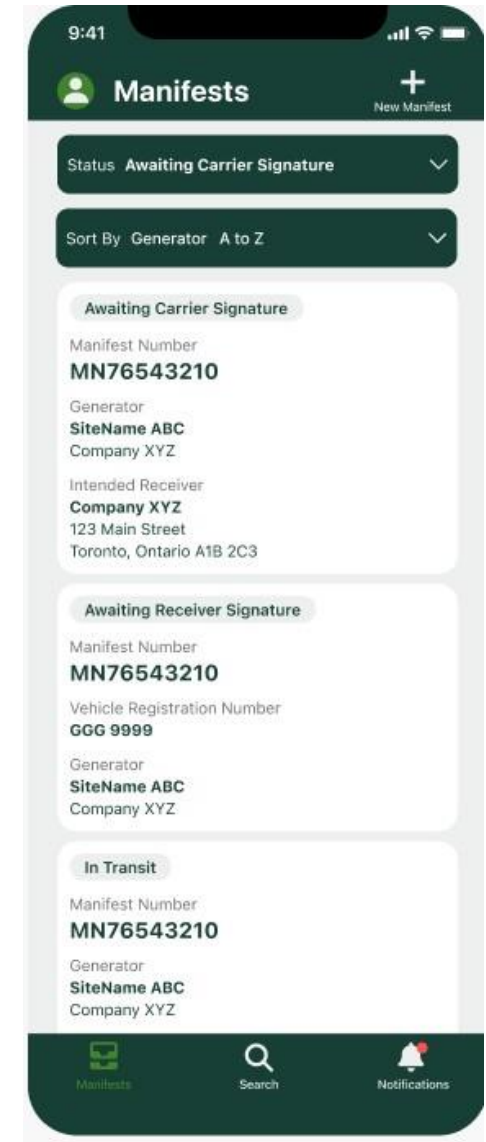 9:41
Manifests
New Manifest
Status Awaiting Carrier Signature
Sort By Generator A to Z
Awaiting Carrier Signature
Manifest Number
MN76543210
Generator
SiteName ABC
Company XYZ
Intended Receiver
Company XYZ
123 Main Street
Toronto, Ontario A1B 2C3
Awaiting Receiver Signature
Manifest Number
MN76543210
Vehicle Registration Number
GGG 9999
Generator
SiteName ABC
Company XYZ
In Transit
Manifest Number
MN76543210
Generator
SiteName ABC
Company XYZ
Manifests Search Notifications